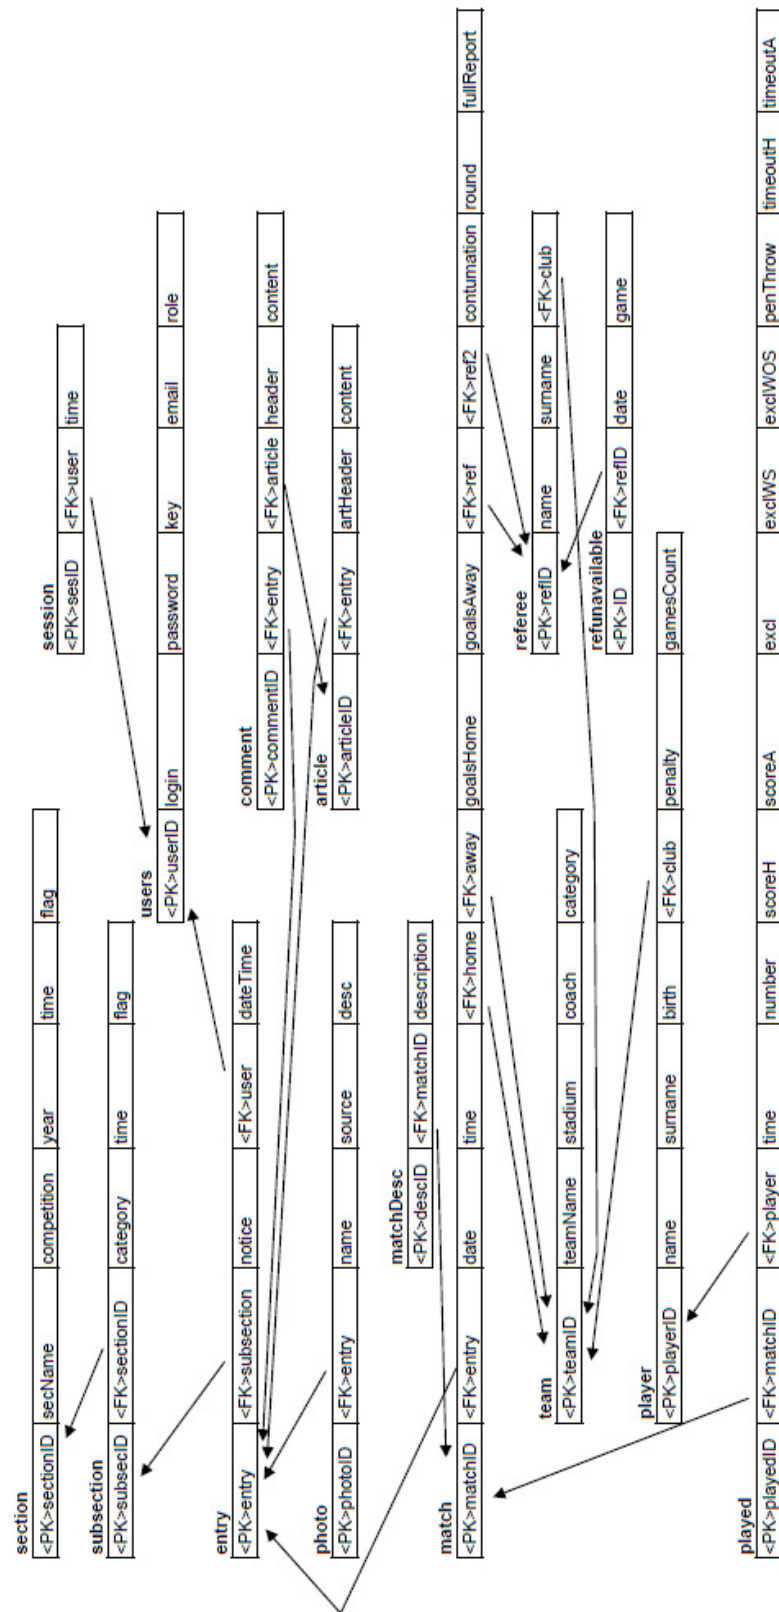 section
<PK>sectionID secName competition year time flag
subsection
<PK>subsecID <FK>sectionID category time flag
session
<PK>sesID <FK>user time
users
<PK>userID login password key email role
entry
<PK>entry <FK>subsection notice <FK>user dateTime
comment
<PK>commentID <FK>entry <FK>article header content
photo
<PK>photoID <FK>entry name source desc
article
<PK>articleID <FK>entry artHeader content
matchDesc
<PK>descID <FK>matchID description
match
<PK>matchID <FK>entry date time <FK>home <FK>away goalsHome goalsAway <FK>ref <FK>ref2 contumation round fullReport
team
<PK>teamID teamName stadium coach category
referee
<PK>refID name surname <FK>club
refunavailable
<PK>ID <FK>refID date game
player
<PK>playerID name surname birth <FK>club penalty gamesCount
played
<PK>playedID <FK>matchID <FK>player time number scoreH scoreA excl exclWS exclWOS penThrow timeoutH timeoutA